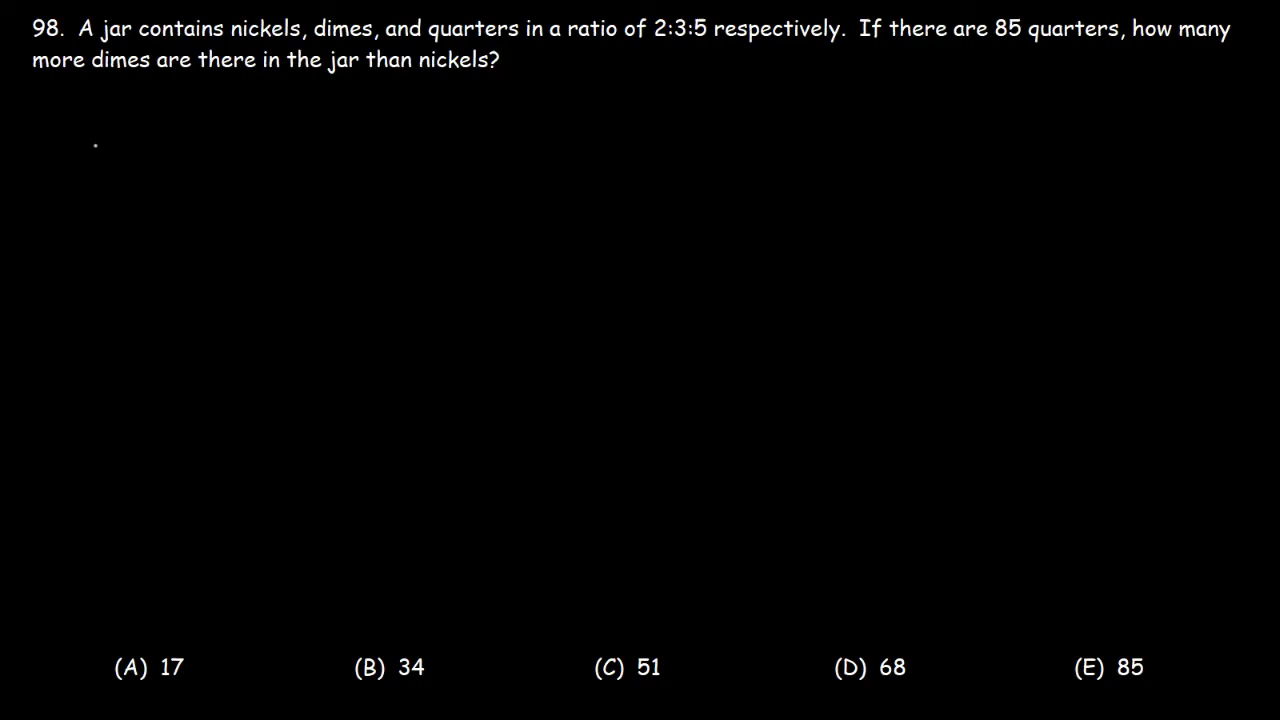 98. A jar contains nickels, dimes, and quarters in a ratio of 2:3:5 respectively. If there are 85 quarters, how many
more dimes are there in the jar than nickels?
(A) 17 (B) 34 (C) 51 (D) 68 (E) 85